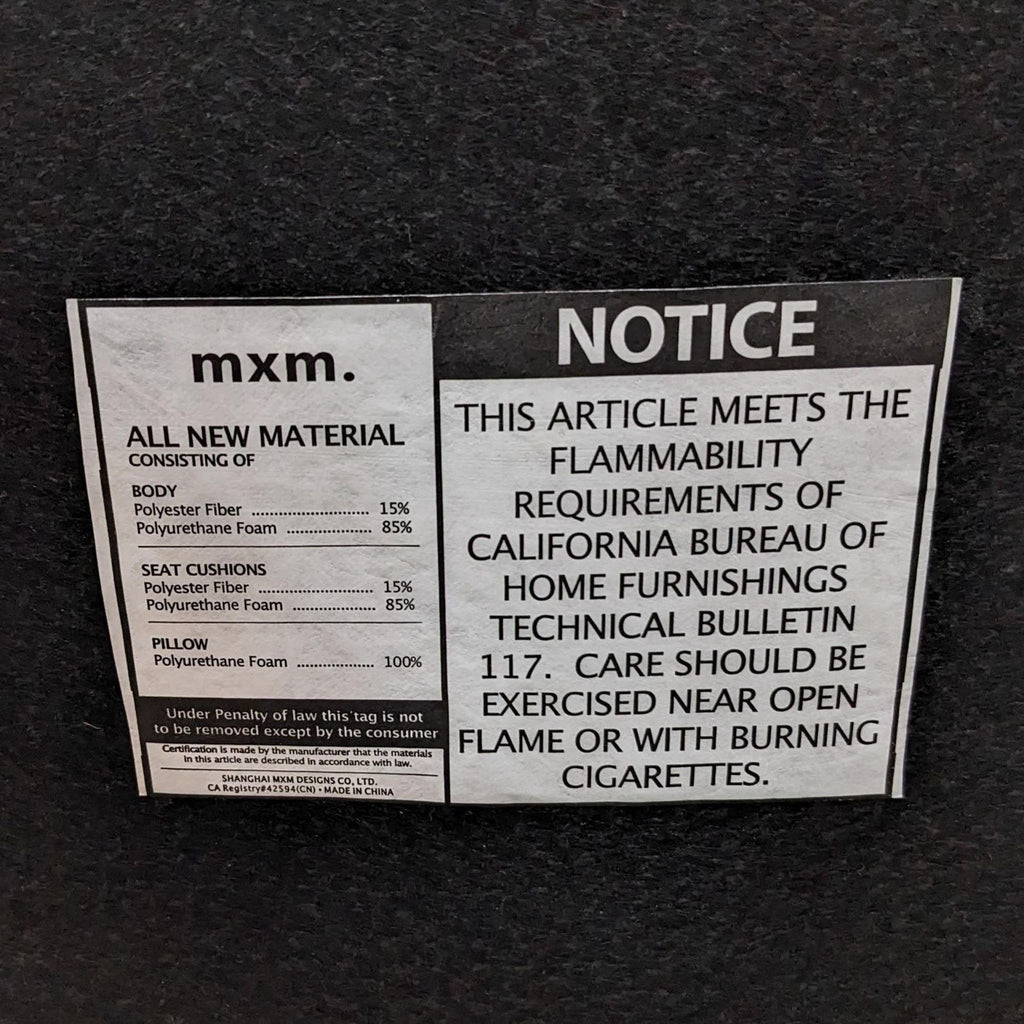 mxm.
ALL NEW MATERIAL
CONSISTING OF
BODY
Polyester Fiber ............................ 15%
Polyurethane Foam .................... 85%
SEAT CUSHIONS
Polyester Fiber ........................... 15%
Polyurethane Foam .................... 85%
PILLOW
Polyurethane Foam .................. 100%
Under Penalty of law this tag is not
to be removed except by the consumer
Certification is made by the manufacturer that the materials
in this article are described in accordance with law.
SHANGHAI MXM DESIGNS CO, LTD.
CA Registry#42594(CN) • MADE IN CHINA
NOTICE
THIS ARTICLE MEETS THE
FLAMMABILITY
REQUIREMENTS OF
CALIFORNIA BUREAU OF
HOME FURNISHINGS
TECHNICAL BULLETIN
117. CARE SHOULD BE
EXERCISED NEAR OPEN
FLAME OR WITH BURNING
CIGARETTES.